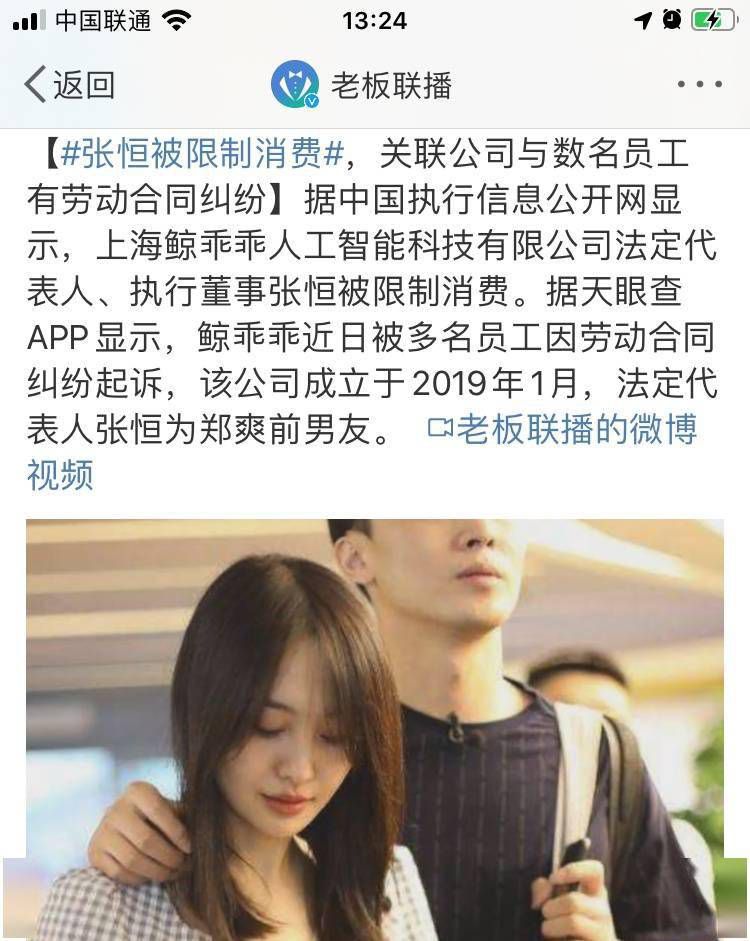 中国联通
13:24
返回
老板联播
【#张恒被限制消费#，关联公司与数名员工
有劳动合同纠纷】据中国执行信息公开网显
示，上海鲸乖乖人工智能科技有限公司法定代
表人、执行董事张恒被限制消费。据天眼查
APP显示，鲸乖乖近日被多名员工因劳动合同
纠纷起诉，该公司成立于2019年1月，法定代
表人张恒为郑爽前男友。 老板联播的微博
视频